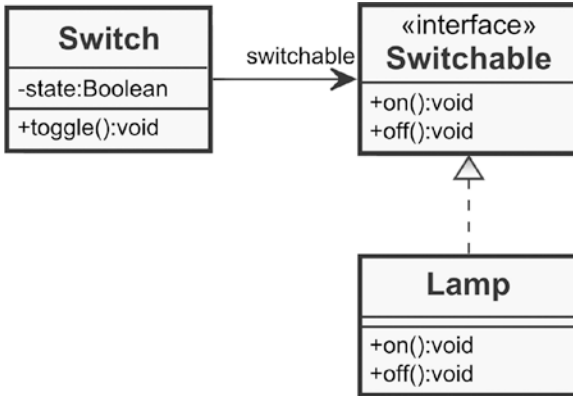 Switch
-state:Boolean
+toggle():void
switchable
«interface»
Switchable
+on():void
+off():void
Lamp
+on():void
+off():void